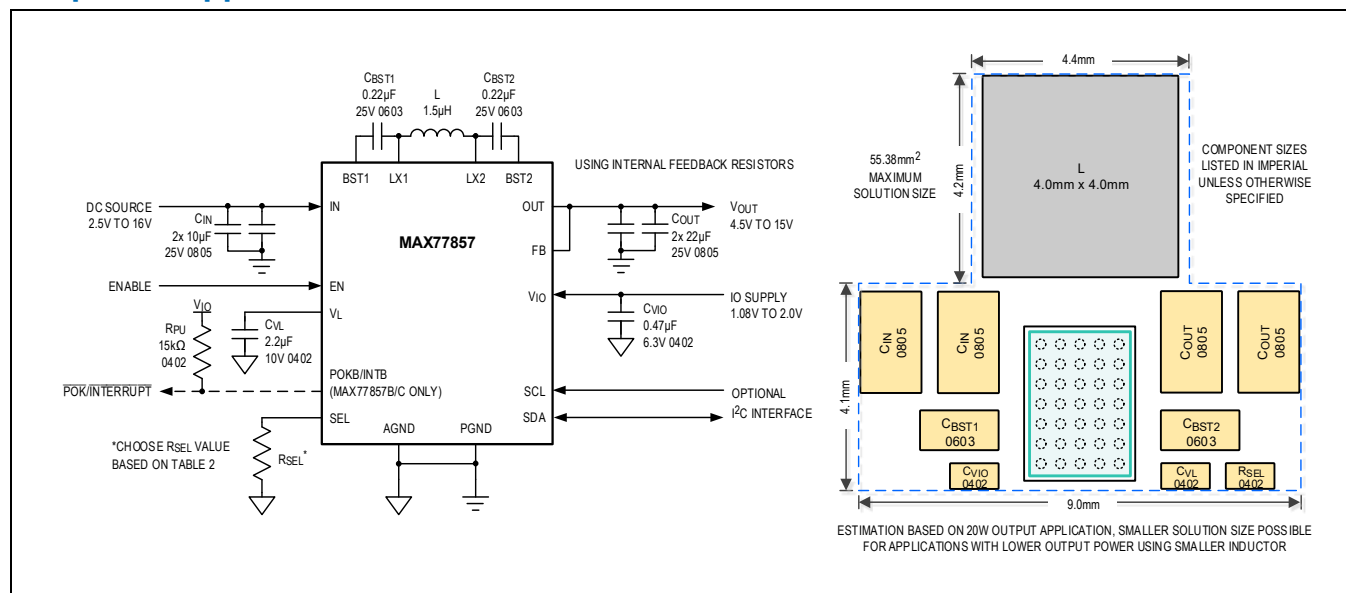 CBST1
0.22µF
25V 0603
L
1.5µH
CBST2
0.22µF
25V 0603
USING INTERNAL FEEDBACK RESISTORS
BST1
LX1
LX2
BST2
DC SOURCE
2.5V TO 16V
CIN
2x 10µF
25V 0805
IN
OUT
VOUT
4.5V TO 15V
COUT
2x 22µF
25V 0805
MAX77857
FB
ENABLE
EN
VIO
IO SUPPLY
1.08V TO 2.0V
CVIO
0.47µF
6.3V 0402
VIO
RPU
15kΩ
0402
VL
CVL
2.2µF
10V 0402
POK/INTERRUPT
POKB/INTB
(MAX77857B/C ONLY)
SCL
SDA
OPTIONAL
I2C INTERFACE
SEL
*CHOOSE RSEL VALUE
BASED ON TABLE 2
RSEL*
AGND
PGND
4.4mm
55.38mm2
MAXIMUM
SOLUTION SIZE
4.2mm
L
4.0mm x 4.0mm
COMPONENT SIZES
LISTED IN IMPERIAL
UNLESS OTHERWISE
SPECIFIED
4.1mm
CIN
0805
CIN
0805
COUT
0805
COUT
0805
CBST1
0603
CBST2
0603
CVIO
0402
CVL
0402
RSEL
0402
9.0mm
ESTIMATION BASED ON 20W OUTPUT APPLICATION, SMALLER SOLUTION SIZE POSSIBLE
FOR APPLICATIONS WITH LOWER OUTPUT POWER USING SMALLER INDUCTOR